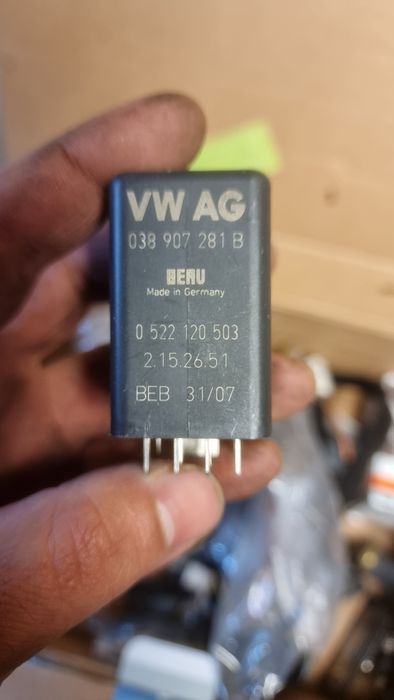 VW AG
038 907 281 B
BERU
Made in Germany
0 522 120 503
2.15.26.51
BEB 31/07